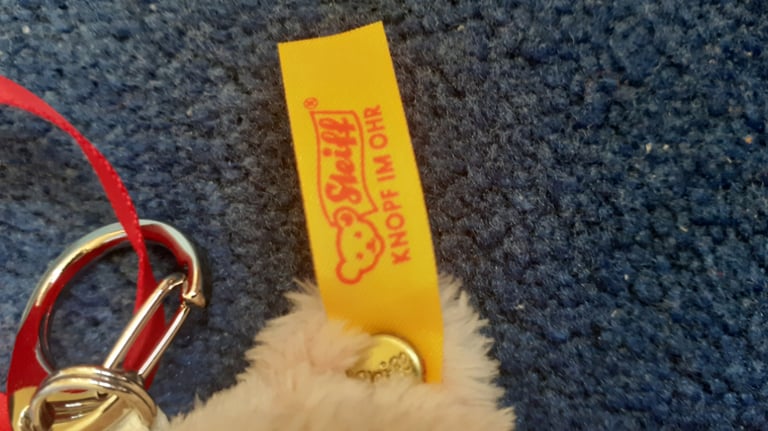 Steiff®
KNOPF IM OHR